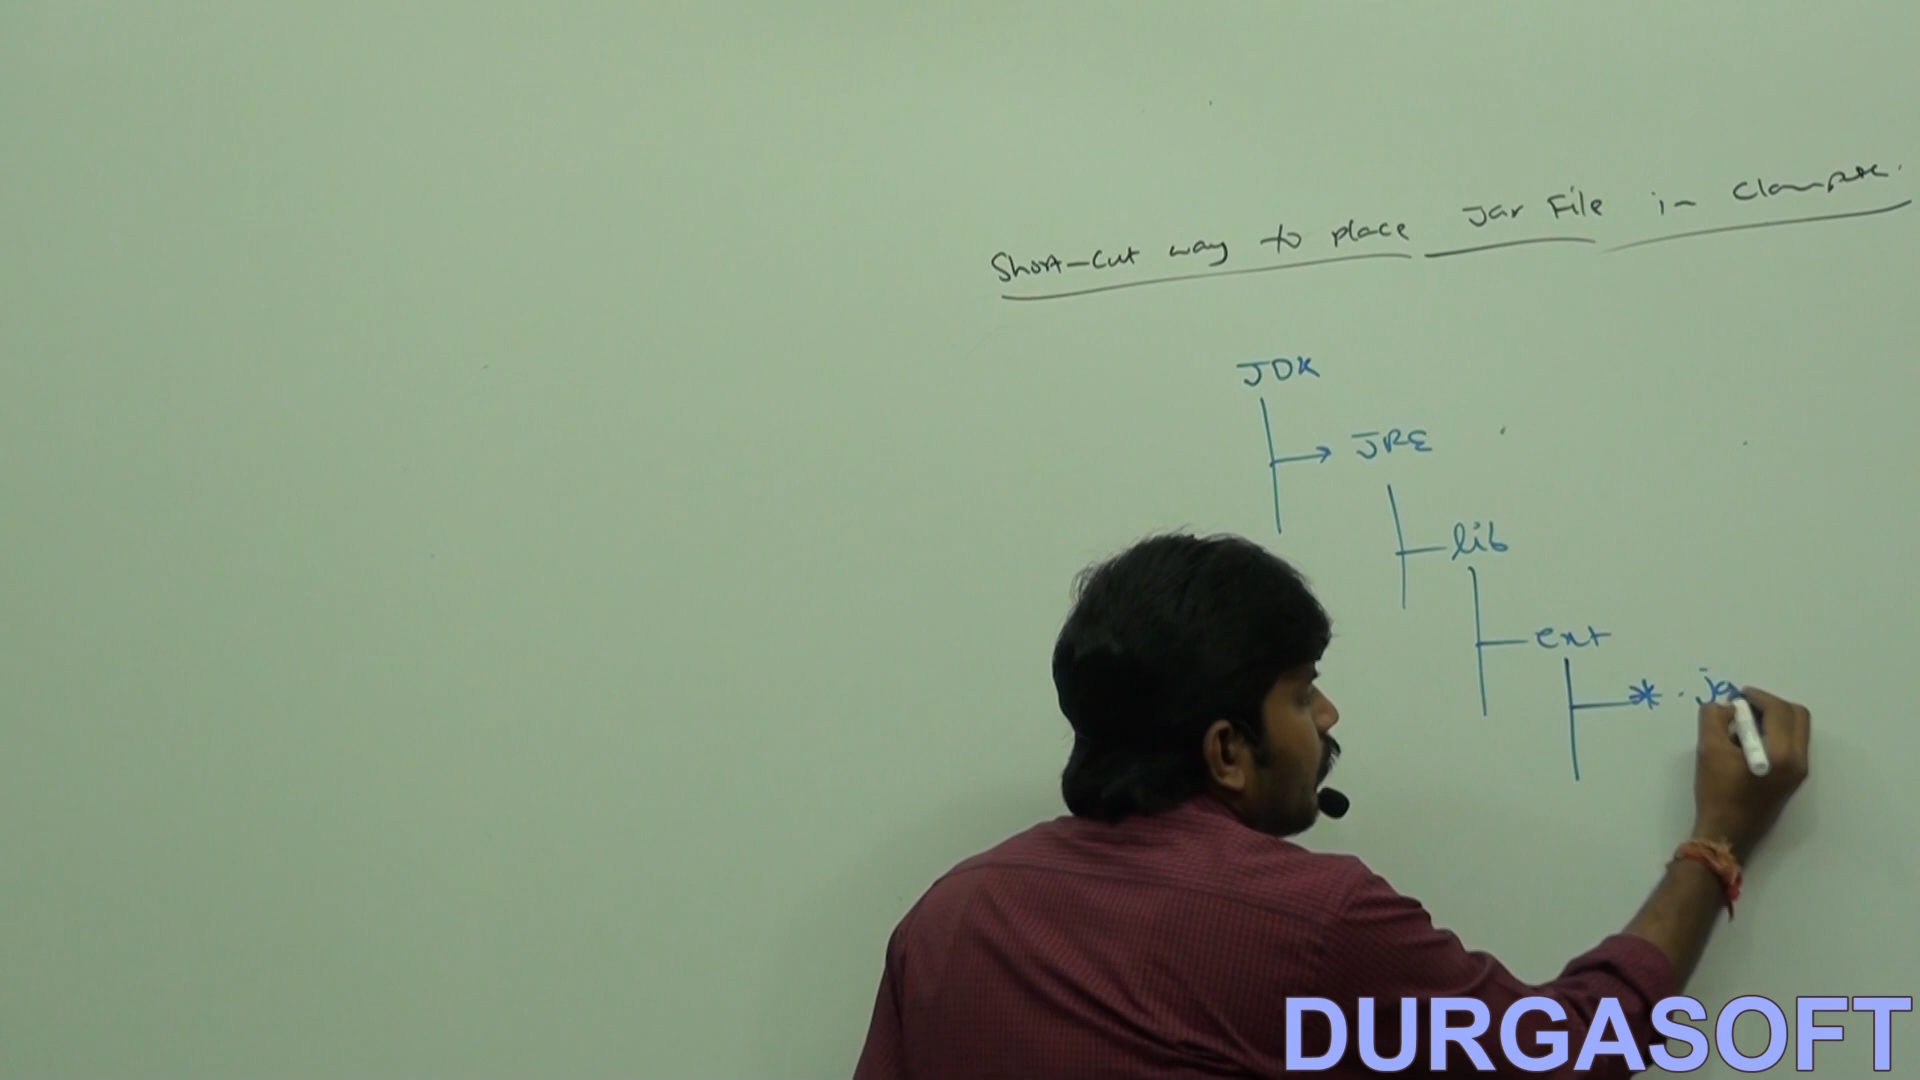 Short-cut way to place Jar File in Classpath.
JDK
JRE
lib
ext
*.ja
DURGASOFT